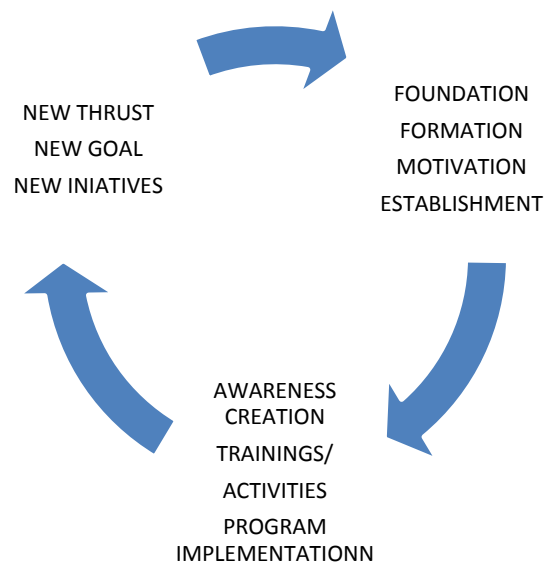 NEW THRUST
NEW GOAL
NEW INIATIVES
FOUNDATION
FORMATION
MOTIVATION
ESTABLISHMENT
AWARENESS
CREATION
TRAININGS/
ACTIVITIES
PROGRAM
IMPLEMENTATIONN